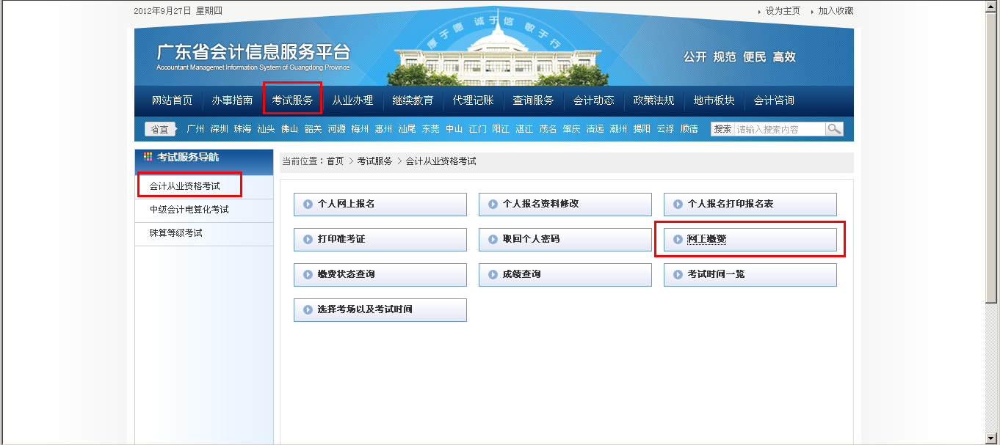 2012年9月27日 星期四
设为主页 加入收藏
厚于德 诚于信 敏于行
广东省会计信息服务平台
Accountant Managemet Information System of Guangdong Province
公开 规范 便民 高效
网站首页 办事指南 考试服务 从业办理 继续教育 代理记账 查询服务 会计动态 政策法规 地市板块 会计咨询
省直 广州 深圳 珠海 汕头 佛山 韶关 河源 梅州 惠州 汕尾 东莞 中山 江门 阳江 湛江 茂名 肇庆 清远 潮州 揭阳 云浮 顺德 搜索 请输入搜索内容
考试服务导航
会计从业资格考试
中级会计电算化考试
珠算等级考试
当前位置：首页 > 考试服务 > 会计从业资格考试
个人网上报名 个人报名资料修改 个人报名打印报名表
打印准考证 取回个人密码 网上缴费
缴费状态查询 成绩查询 考试时间一览
选择考场以及考试时间